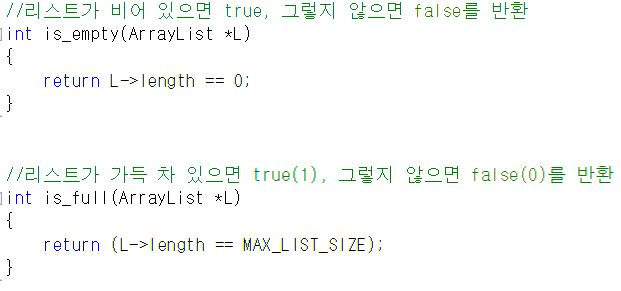 //리스트가 비어 있으면 true, 그렇지 않으면 false를 반환
int is_empty(ArrayList *L)
{
    return L->length == 0;
}
//리스트가 가득 차 있으면 true(1), 그렇지 않으면 false(0)를 반환
int is_full(ArrayList *L)
{
    return (L->length == MAX_LIST_SIZE);
}